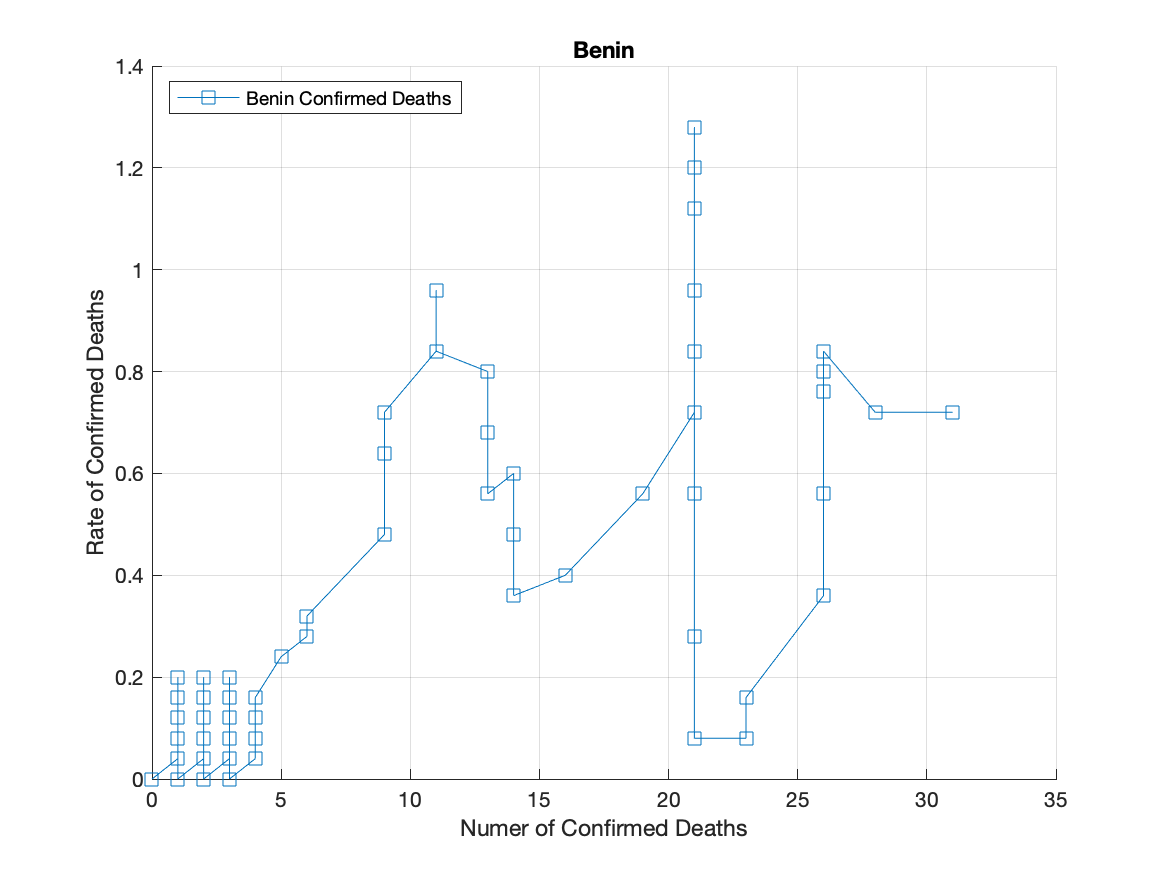 Benin
Benin Confirmed Deaths
1.4
1.2
1
0.8
0.6
0.4
0.2
0
Rate of Confirmed Deaths
0 5 10 15 20 25 30 35
Numer of Confirmed Deaths